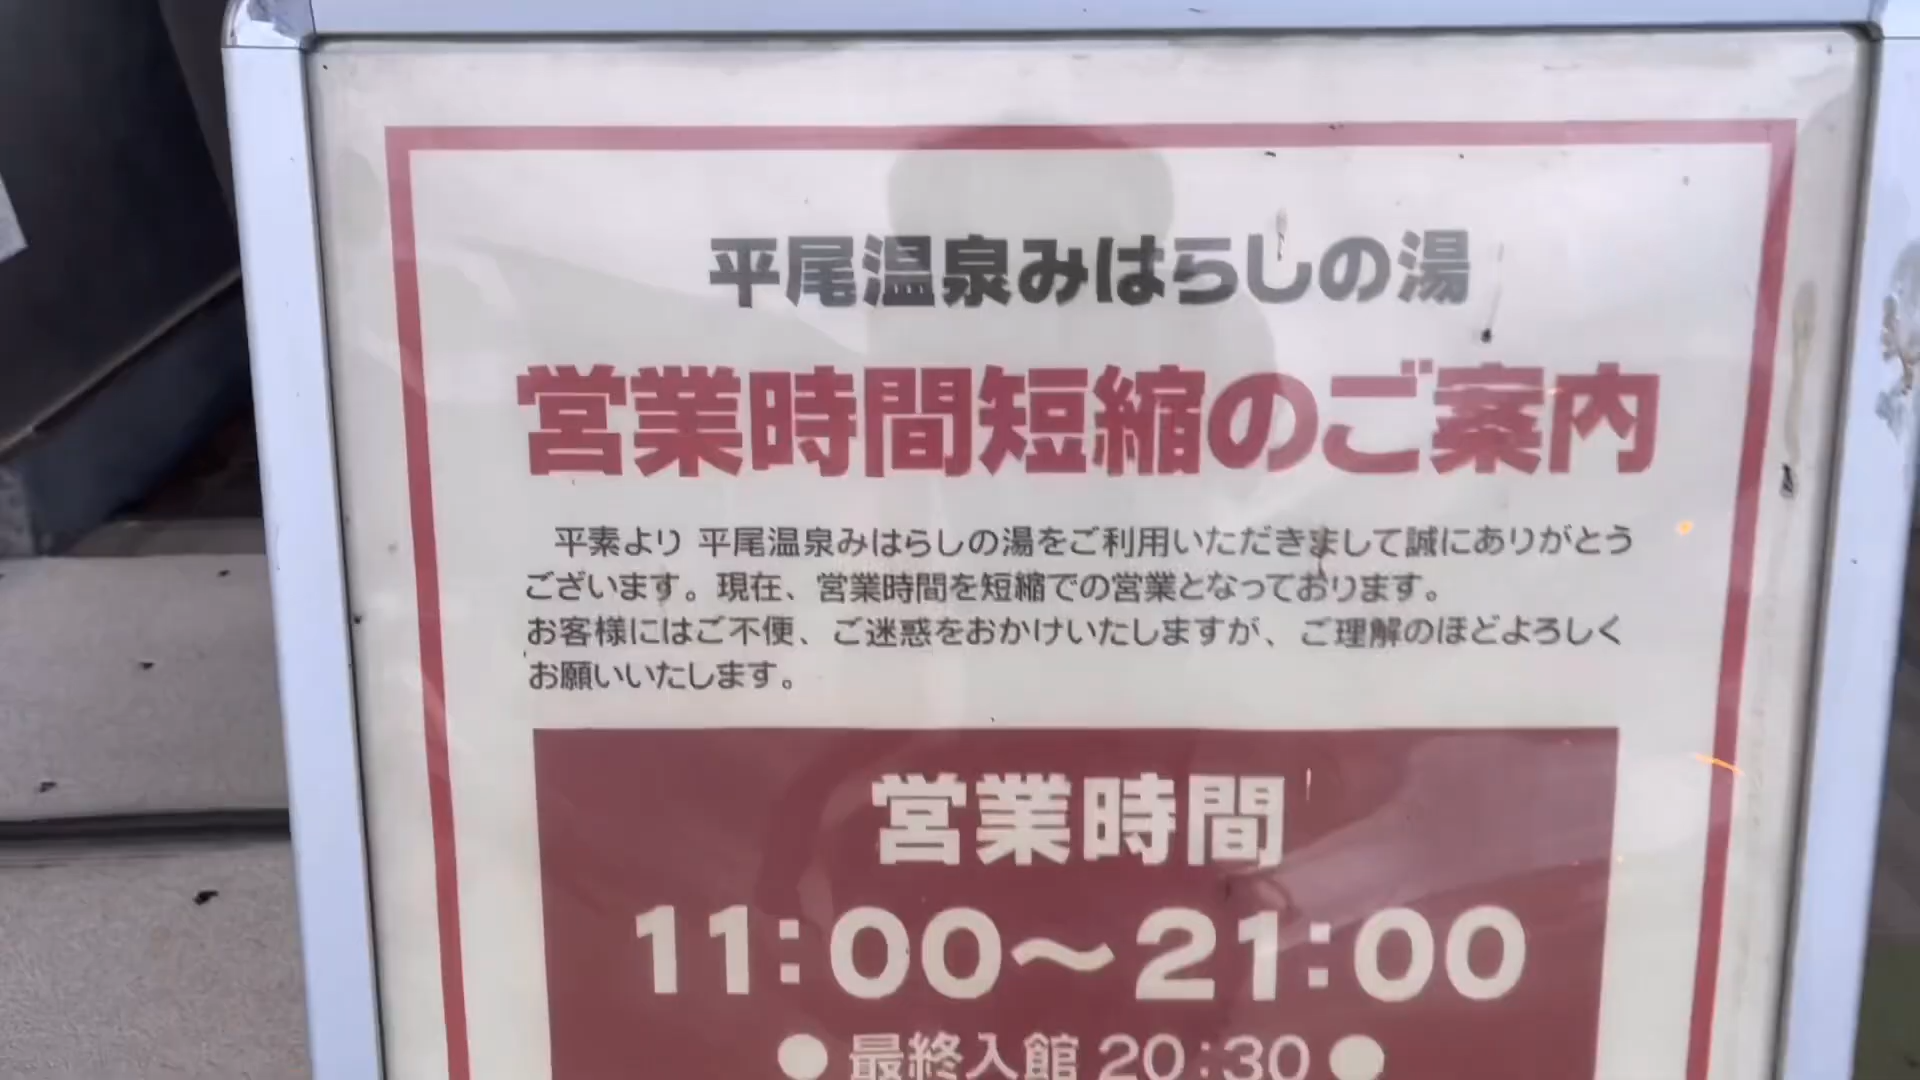 平尾温泉みはらしの湯
営業時間短縮のご案内
平素より 平尾温泉みはらしの湯をご利用いただきまして誠にありがとう
ございます。現在、営業時間を短縮での営業となっております。
お客様にはご不便、ご迷惑をおかけいたしますが、ご理解のほどよろしく
お願いいたします。
営業時間
11:00～21:00
●最終入館 20:30●